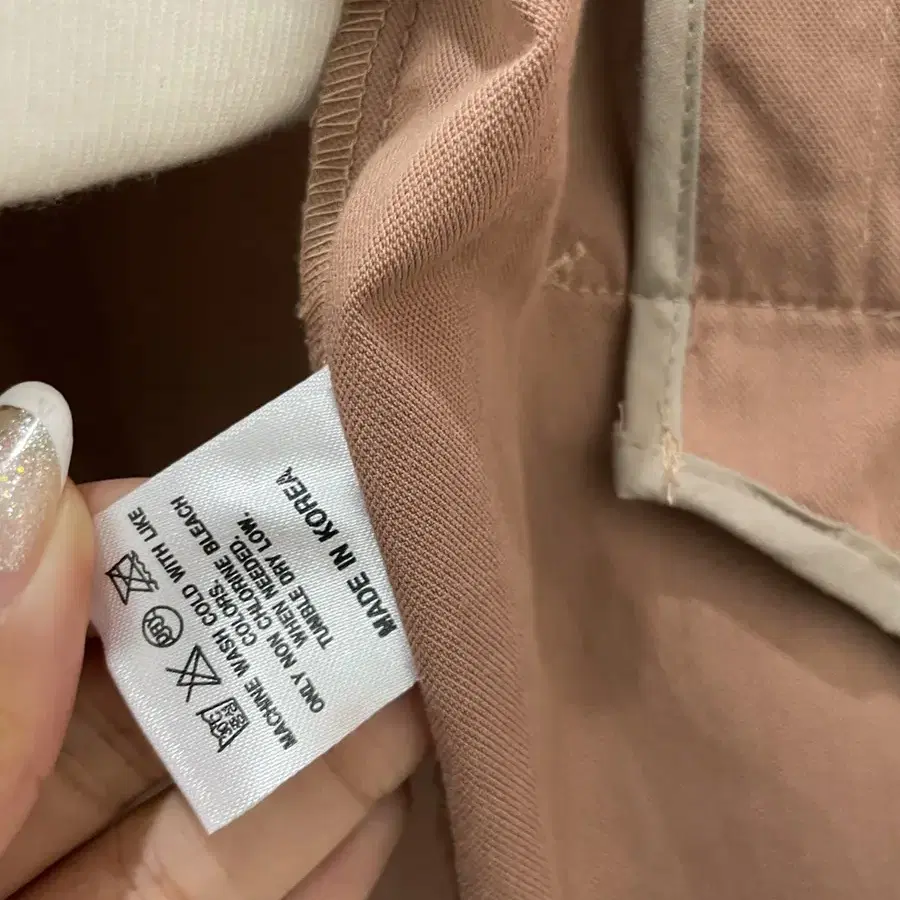 MACHINE WASH COLD WITH LIKE
COLORS.
ONLY NON CHLORINE BLEACH
WHEN NEEDED.
TUMBLE DRY LOW.
MADE IN KOREA